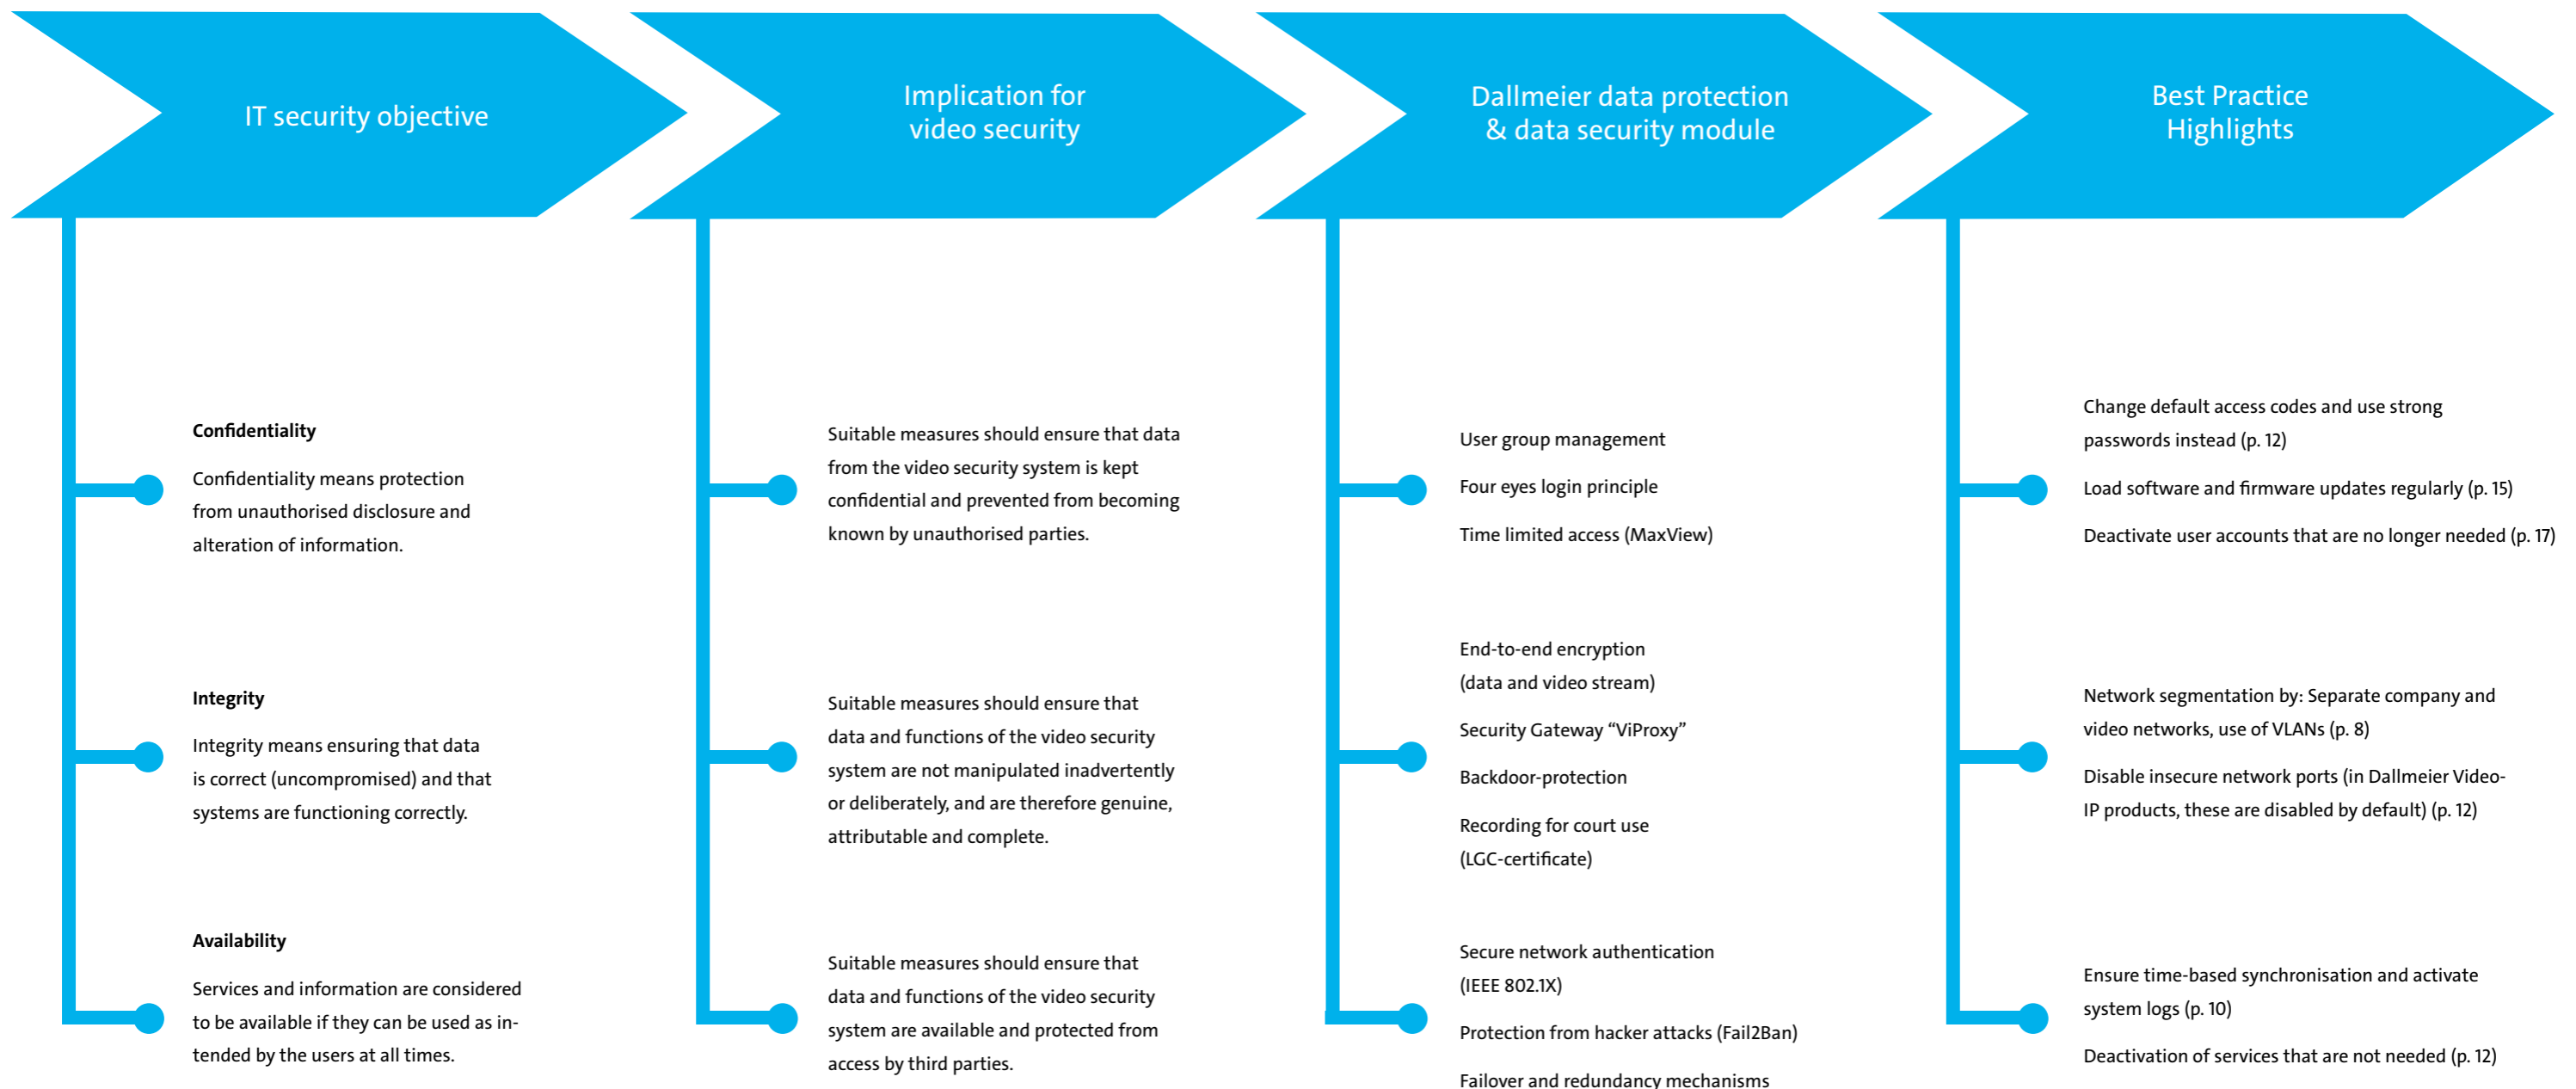 IT security objective
Implication for
video security
Dallmeier data protection
& data security module
Best Practice
Highlights
Confidentiality
Confidentiality means protection
from unauthorised disclosure and
alteration of information.
Suitable measures should ensure that data
from the video security system is kept
confidential and prevented from becoming
known by unauthorised parties.
User group management
Four eyes login principle
Time limited access (MaxView)
Change default access codes and use strong
passwords instead (p. 12)
Load software and firmware updates regularly (p. 15)
Deactivate user accounts that are no longer needed (p. 17)
Integrity
Integrity means ensuring that data
is correct (uncompromised) and that
systems are functioning correctly.
Suitable measures should ensure that
data and functions of the video security
system are not manipulated inadvertently
or deliberately, and are therefore genuine,
attributable and complete.
End-to-end encryption
(data and video stream)
Security Gateway “ViProxy”
Backdoor-protection
Recording for court use
(LGC-certificate)
Network segmentation by: Separate company and
video networks, use of VLANs (p. 8)
Disable insecure network ports (in Dallmeier Video-
IP products, these are disabled by default) (p. 12)
Availability
Services and information are considered
to be available if they can be used as in-
tended by the users at all times.
Suitable measures should ensure that
data and functions of the video security
system are available and protected from
access by third parties.
Secure network authentication
(IEEE 802.1X)
Protection from hacker attacks (Fail2Ban)
Failover and redundancy mechanisms
Ensure time-based synchronisation and activate
system logs (p. 10)
Deactivation of services that are not needed (p. 12)